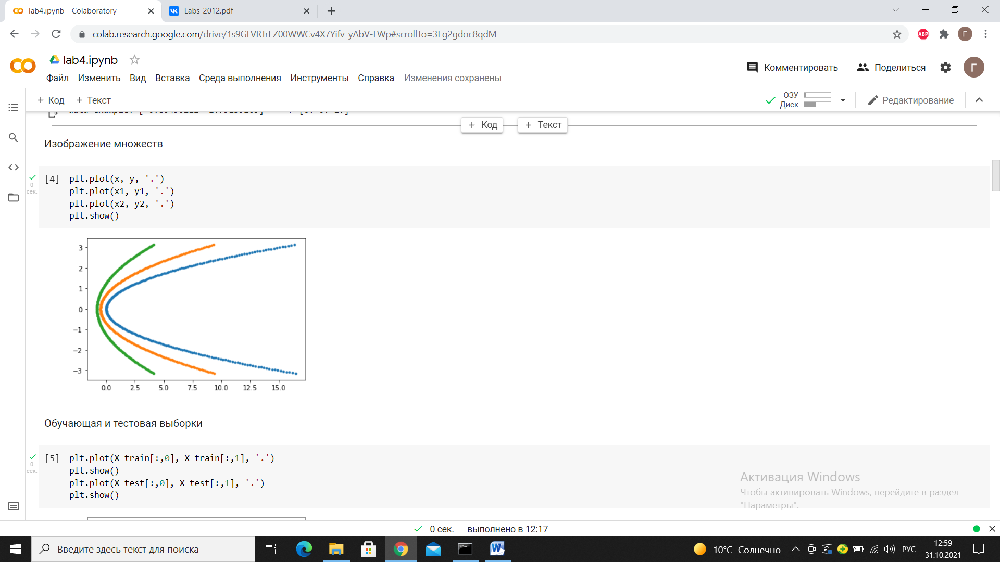 lab4.ipynb - Colaboratory
Labs-2012.pdf
colab.research.google.com/drive/1s9GLVRTrLZ00WWCv4X7Yifv_yAbV-LWp#scrollTo=3Fg2gdoc8qdM
ABP
Г
lab4.ipynb
Файл Изменить Вид Вставка Среда выполнения Инструменты Справка Изменения сохранены
Комментировать
Поделиться
Г
+ Код + Текст
ОЗУ
Диск
Редактирование
+ Код + Текст
Изображение множеств
0
сек.
[4] plt.plot(x, y, '.')
plt.plot(x1, y1, '.')
plt.plot(x2, y2, '.')
plt.show()
3
2
1
0
−1
−2
−3
0.0 2.5 5.0 7.5 10.0 12.5 15.0
Обучающая и тестовая выборки
0
сек.
[5] plt.plot(X_train[:,0], X_train[:,1], '.')
plt.show()
plt.plot(X_test[:,0], X_test[:,1], '.')
plt.show()
Активация Windows
Чтобы активировать Windows, перейдите в раздел
"Параметры".
0 сек. выполнено в 12:17
Введите здесь текст для поиска
10°C Солнечно
РУС
12:59
31.10.2021